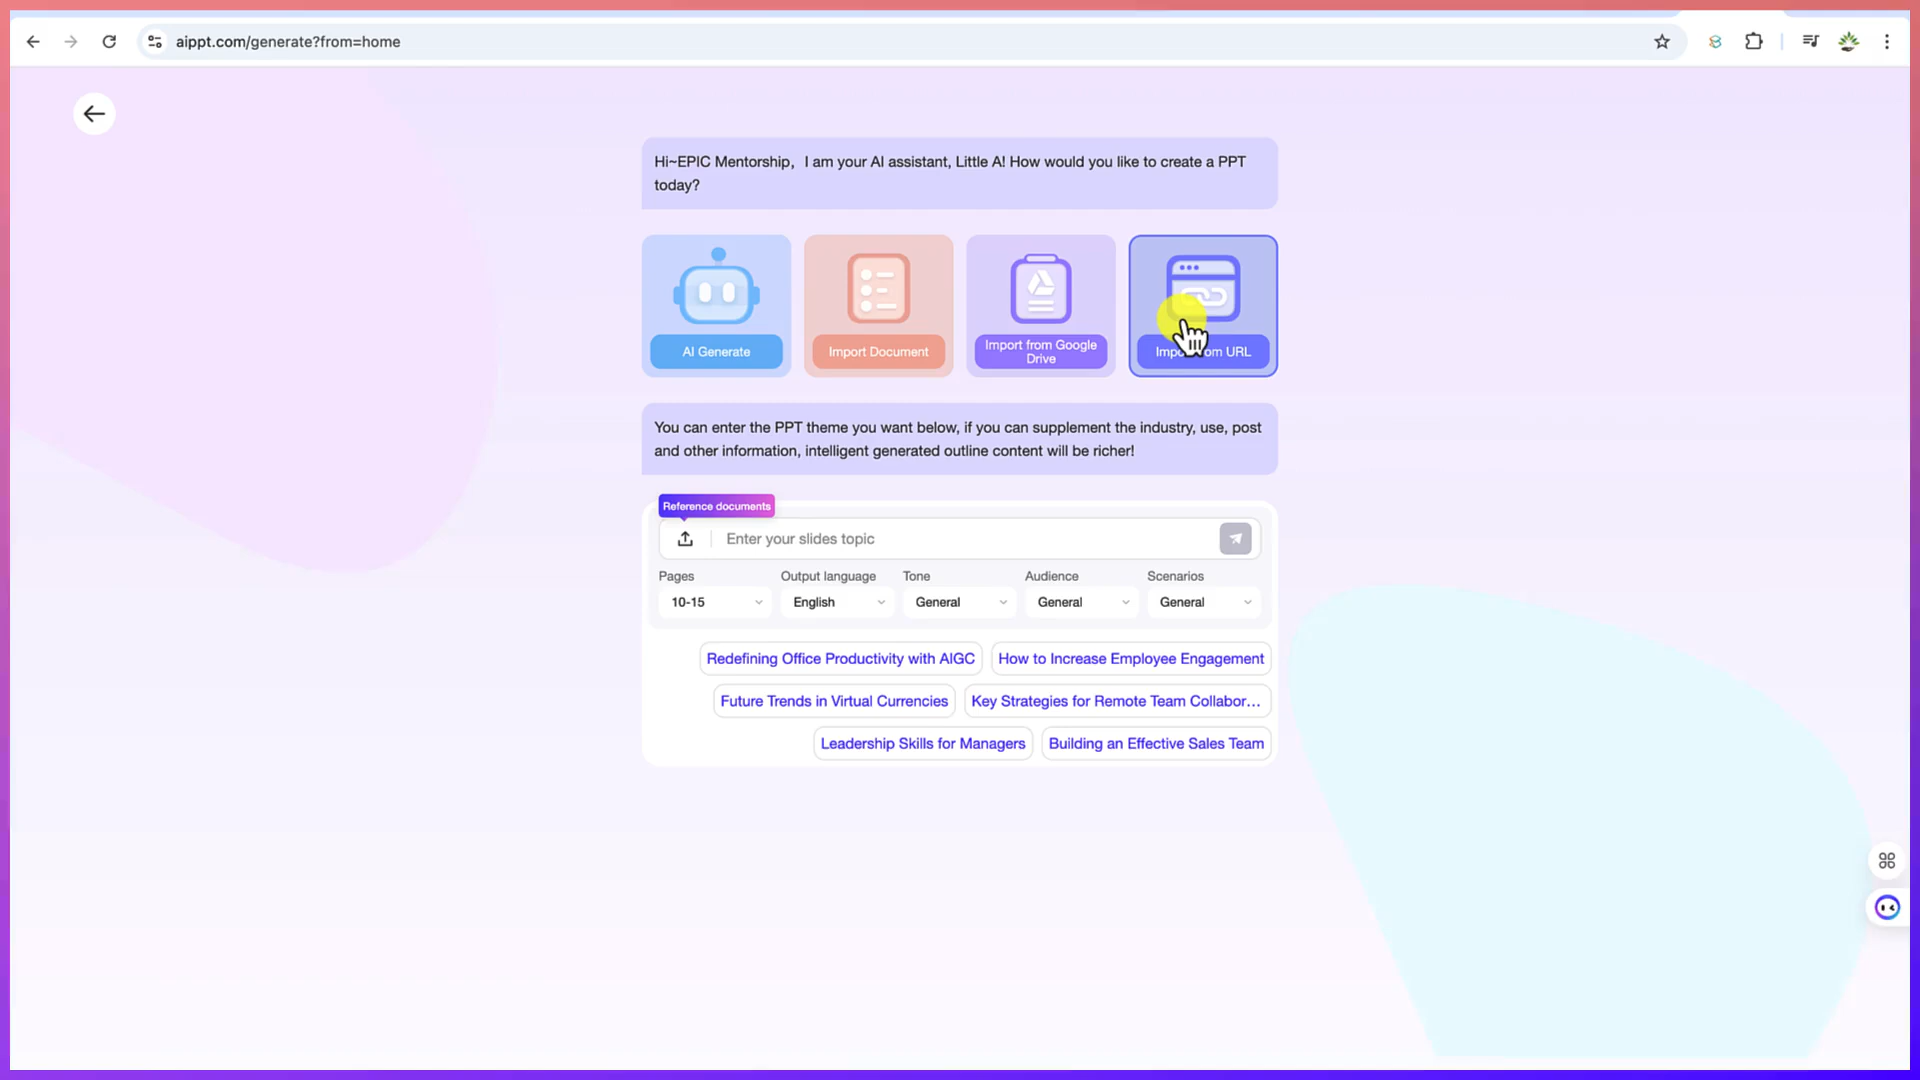 aippt.com/generate?from=home
Hi~EPIC Mentorship, I am your AI assistant, Little A! How would you like to create a PPT
today?
AI Generate
Import Document
Import from Google
Drive
Import from URL
You can enter the PPT theme you want below, if you can supplement the industry, use, post
and other information, intelligent generated outline content will be richer!
Reference documents
Enter your slides topic
Pages
Output language
Tone
Audience
Scenarios
10-15
English
General
General
General
Redefining Office Productivity with AIGC
How to Increase Employee Engagement
Future Trends in Virtual Currencies
Key Strategies for Remote Team Collabor...
Leadership Skills for Managers
Building an Effective Sales Team